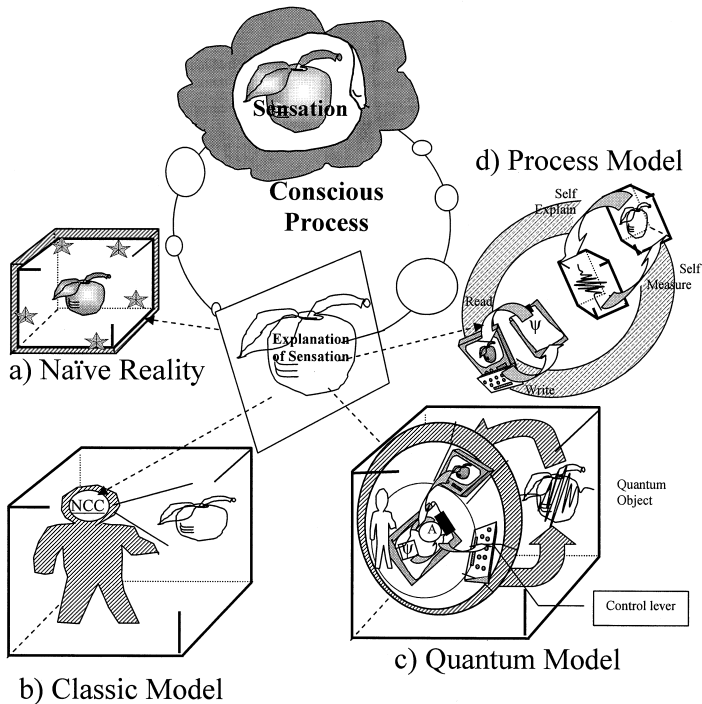 Sensation
d) Process Model
Self
Explain
Conscious
Process
Self
Measure
Read
ψ
Explanation
of Sensation
a) Naïve Reality
Write
NCC
Quantum
Object
A
Control lever
c) Quantum Model
b) Classic Model